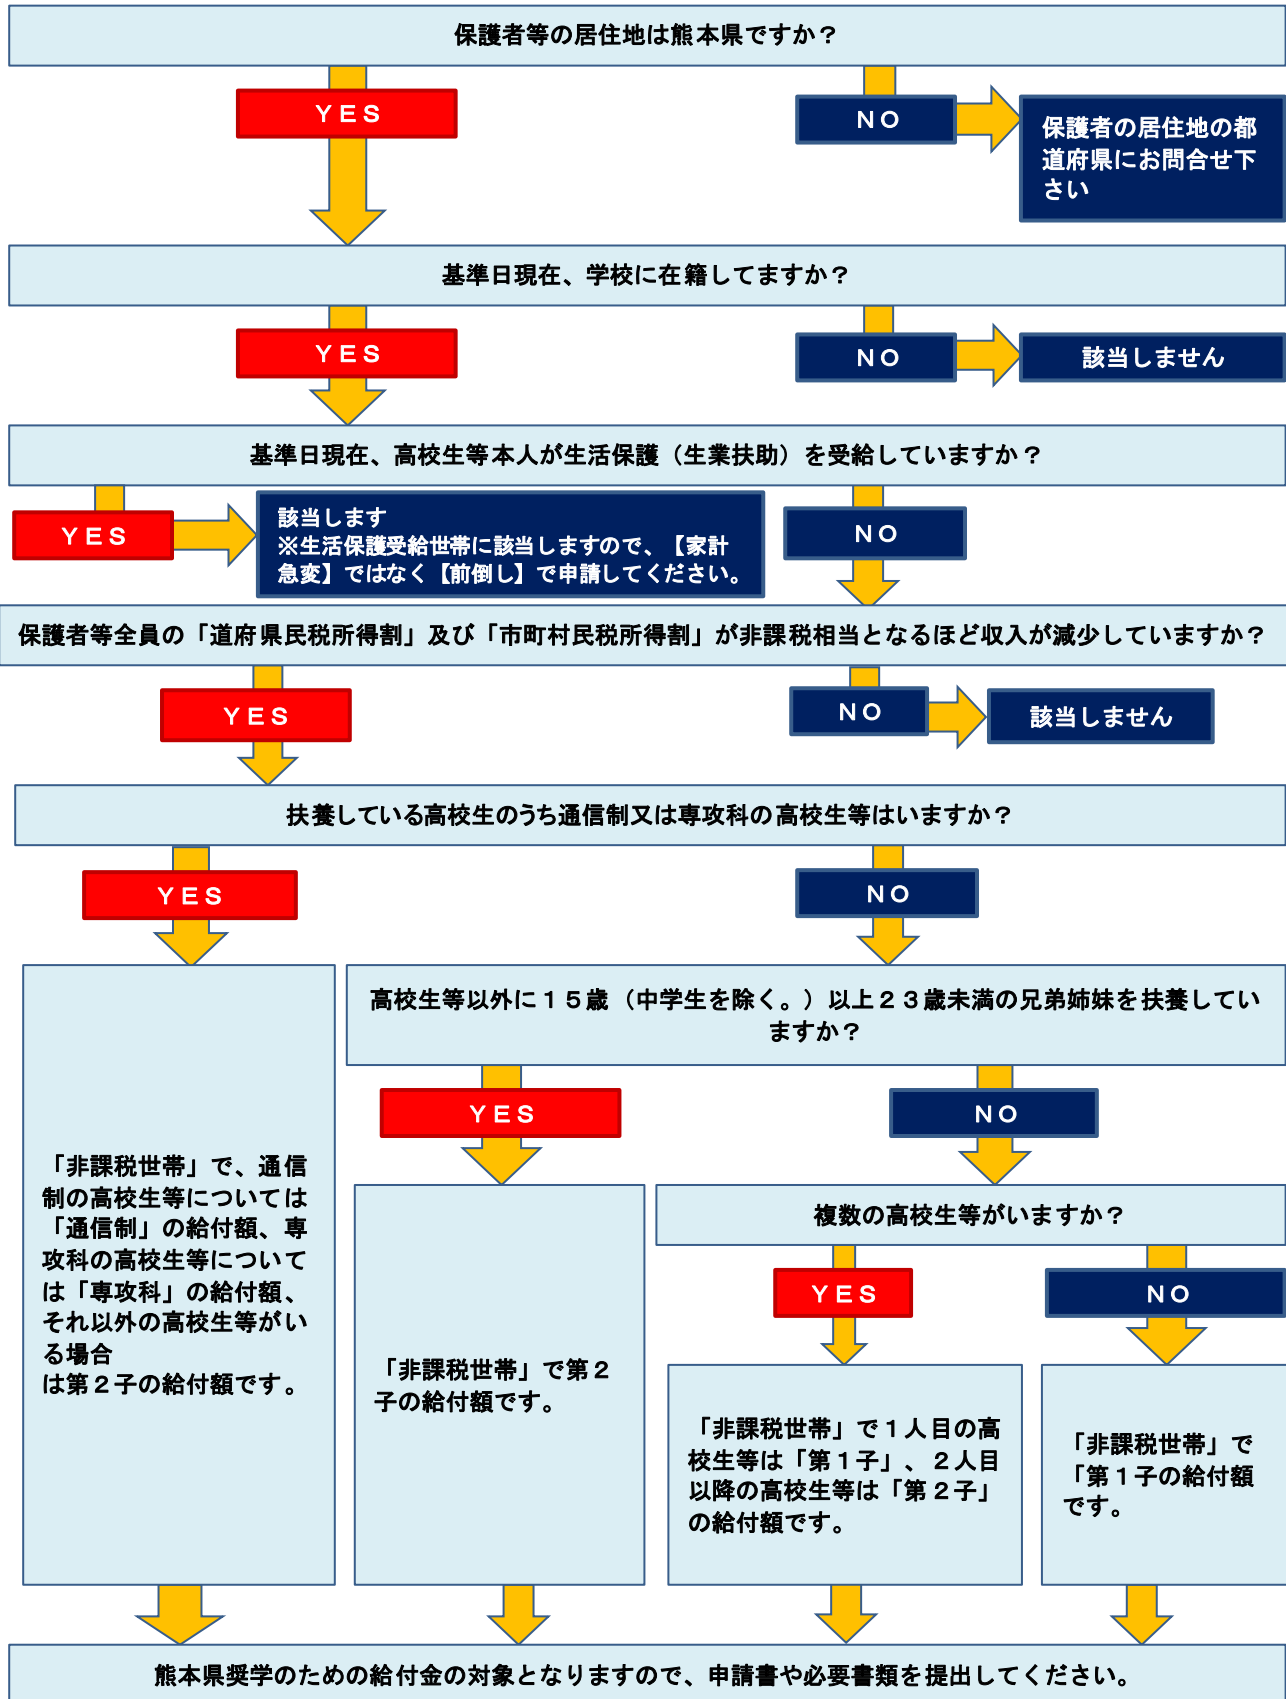 保護者等の居住地は熊本県ですか？
ＹＥＳ
ＮＯ
保護者の居住地の都
道府県にお問合せ下
さい
基準日現在、学校に在籍してますか？
ＹＥＳ
ＮＯ
該当しません
基準日現在、高校生等本人が生活保護（生業扶助）を受給していますか？
ＹＥＳ
該当します
※生活保護受給世帯に該当しますので、【家計
急変】ではなく【前倒し】で申請してください。
ＮＯ
保護者等全員の「道府県民税所得割」及び「市町村民税所得割」が非課税相当となるほど収入が減少していますか？
ＹＥＳ
ＮＯ
該当しません
扶養している高校生のうち通信制又は専攻科の高校生等はいますか？
ＹＥＳ
ＮＯ
高校生等以外に１５歳（中学生を除く。）以上２３歳未満の兄弟姉妹を扶養してい
ますか？
ＹＥＳ
ＮＯ
「非課税世帯」で、通信
制の高校生等については
「通信制」の給付額、専
攻科の高校生等について
は「専攻科」の給付額、
それ以外の高校生等がい
る場合
は第２子の給付額です。
複数の高校生等がいますか？
ＹＥＳ
ＮＯ
「非課税世帯」で第２
子の給付額です。
「非課税世帯」で１人目の高
校生等は「第１子」、２人目
以降の高校生等は「第２子」
の給付額です。
「非課税世帯」で
「第１子の給付額
です。
熊本県奨学のための給付金の対象となりますので、申請書や必要書類を提出してください。